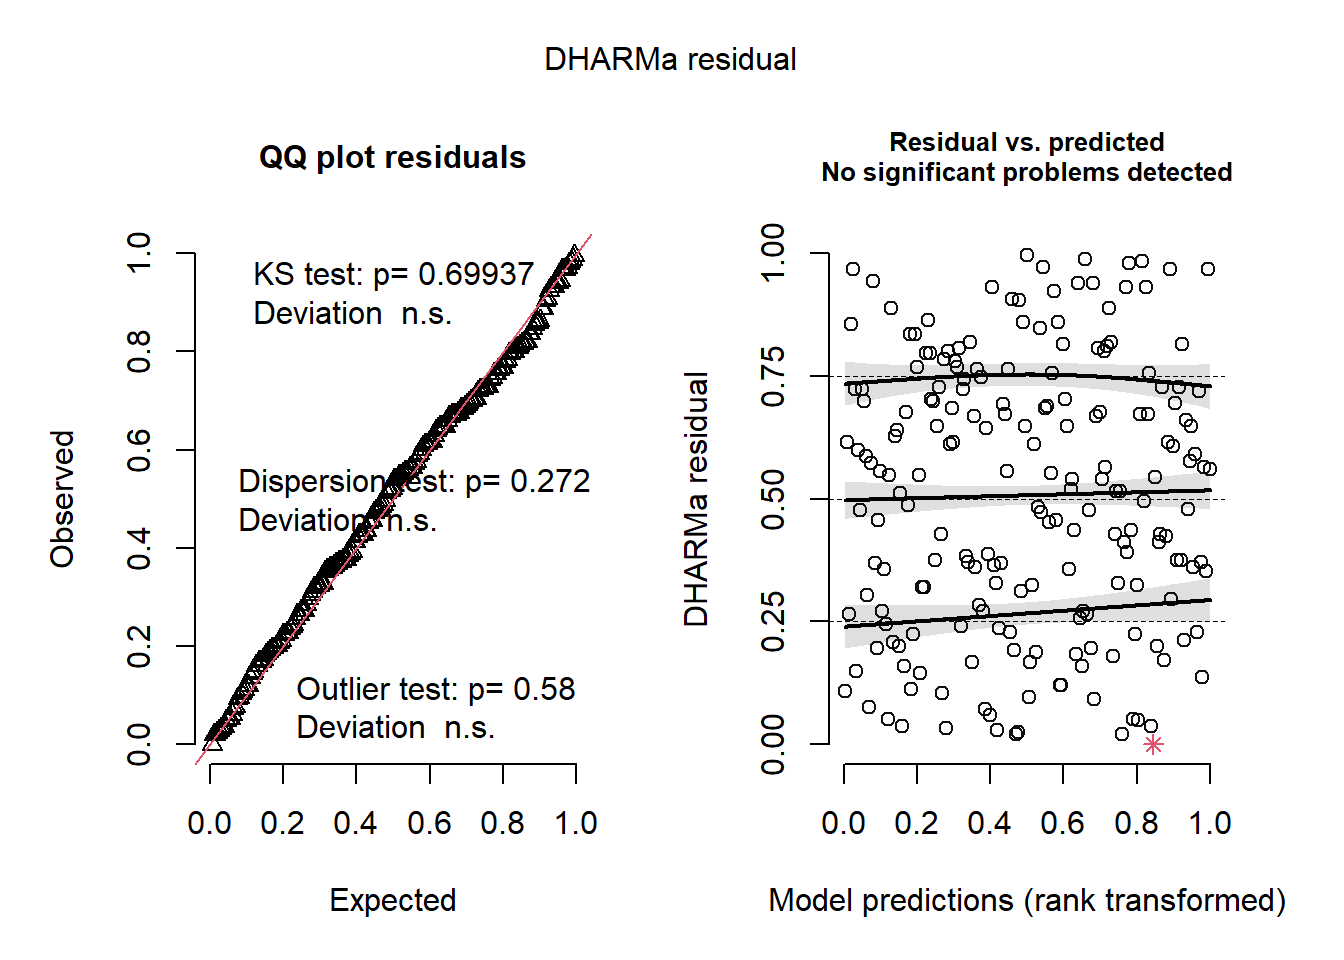 DHARMa residual
QQ plot residuals
KS test: p= 0.69937
Deviation  n.s.
Dispersion test: p= 0.272
Deviation  n.s.
Outlier test: p= 0.58
Deviation  n.s.
Observed
1.0
0.8
0.6
0.4
0.2
0.0
0.0 0.2 0.4 0.6 0.8 1.0
Expected
Residual vs. predicted
No significant problems detected
DHARMa residual
1.00
0.75
0.50
0.25
0.00
0.0 0.2 0.4 0.6 0.8 1.0
Model predictions (rank transformed)